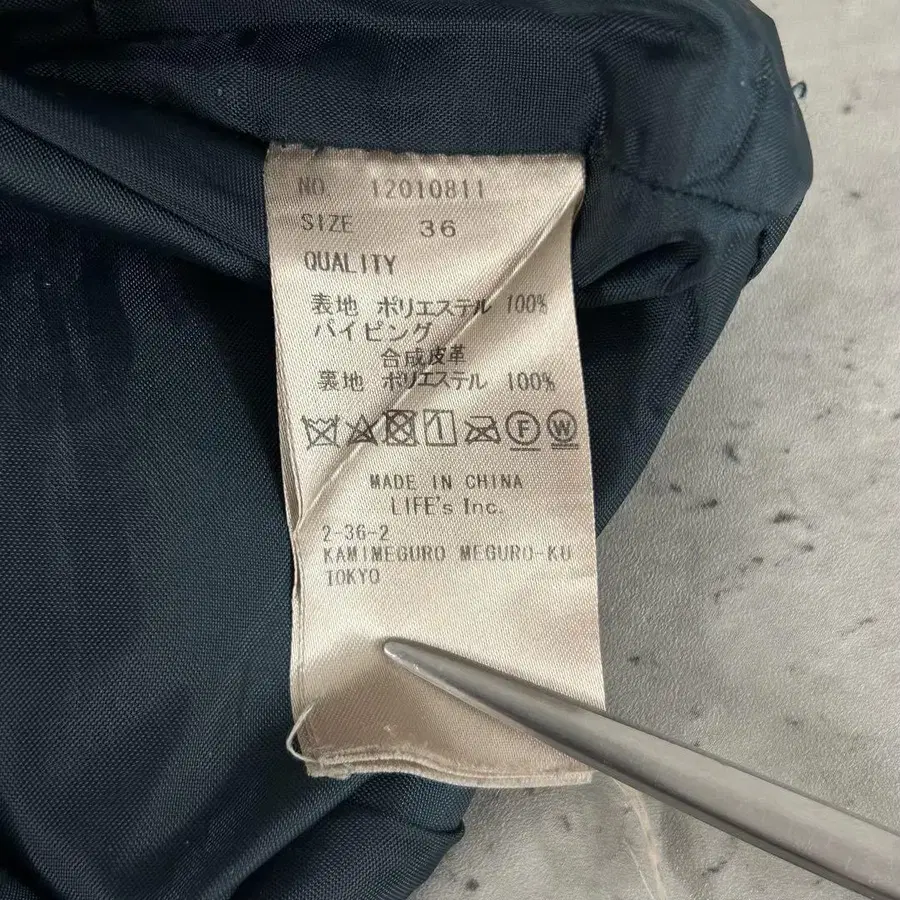 NO. 12010811
SIZE 36
QUALITY
表地 ポリエステル 100%
パイピング
合成皮革
裏地 ポリエステル 100%
F W
MADE IN CHINA
LIFE's Inc.
2-36-2
KAMIMEGURO MEGURO-KU
TOKYO